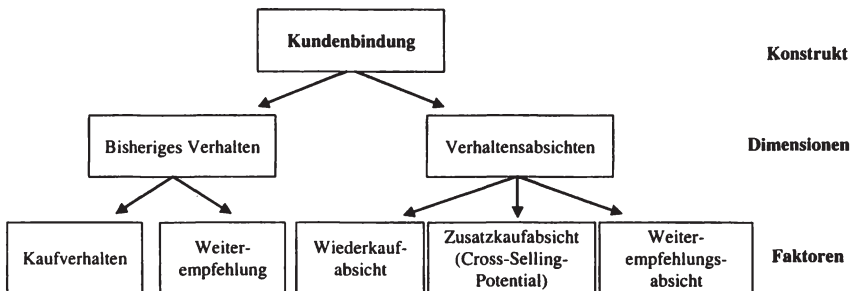 Kundenbindung
Konstrukt
Bisheriges Verhalten
Verhaltensabsichten
Dimensionen
Kaufverhalten
Weiter-
empfehlung
Wiederkauf-
absicht
Zusatzkaufabsicht
(Cross-Selling-
Potential)
Weiter-
empfehlungs-
absicht
Faktoren